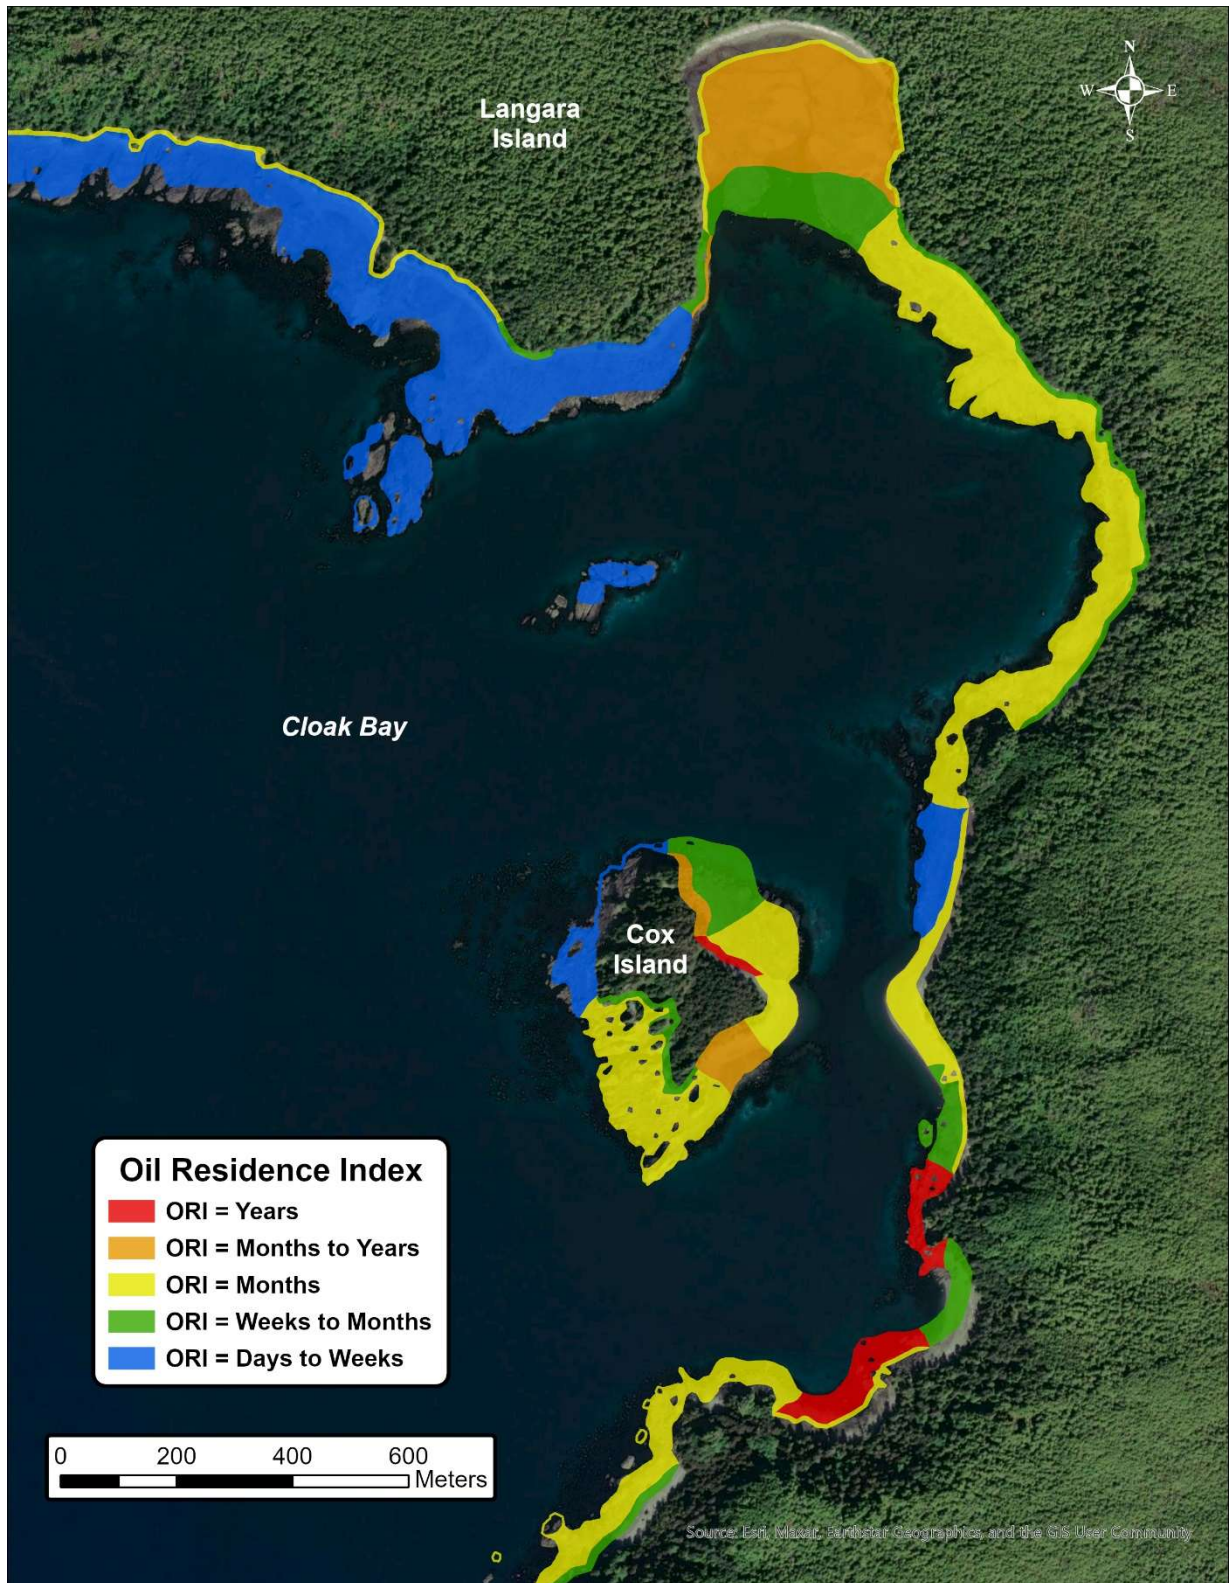 Langara
Island
N
W
E
S
Cloak Bay
Cox
Island
Oil Residence Index
ORI = Years
ORI = Months to Years
ORI = Months
ORI = Weeks to Months
ORI = Days to Weeks
0 200 400 600
Meters
Source: Esri, Maxar, Earthstar Geographics, and the GIS User Community